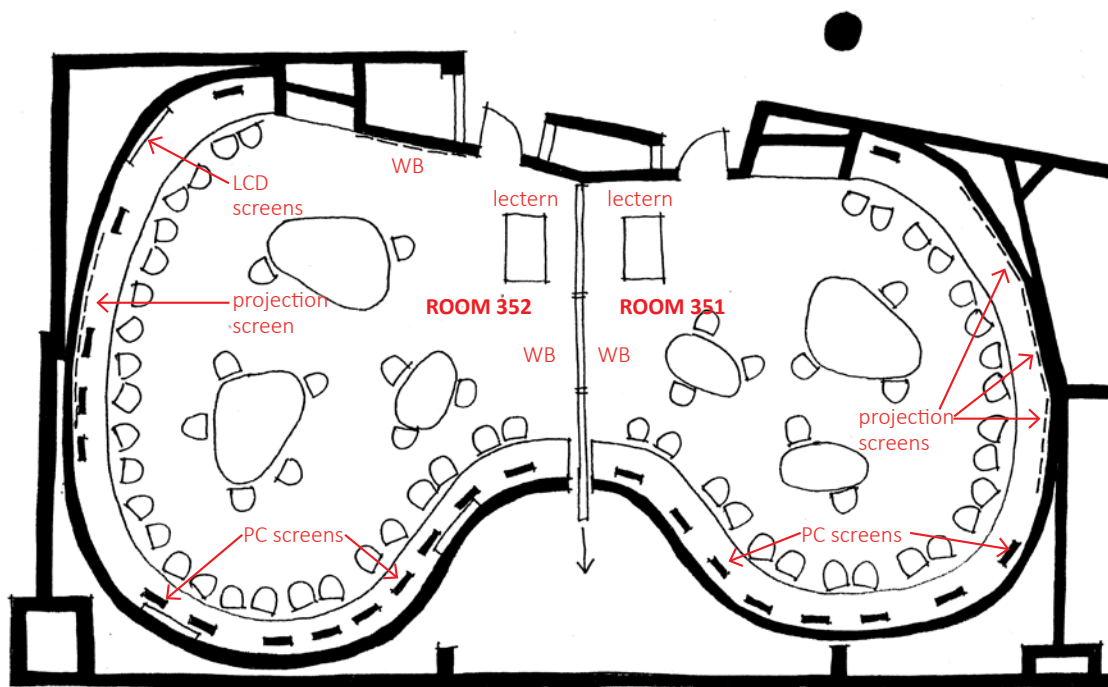 WB
LCD
screens
lectern
lectern
projection
screen
ROOM 352
ROOM 351
WB
WB
projection
screens
PC screens
PC screens